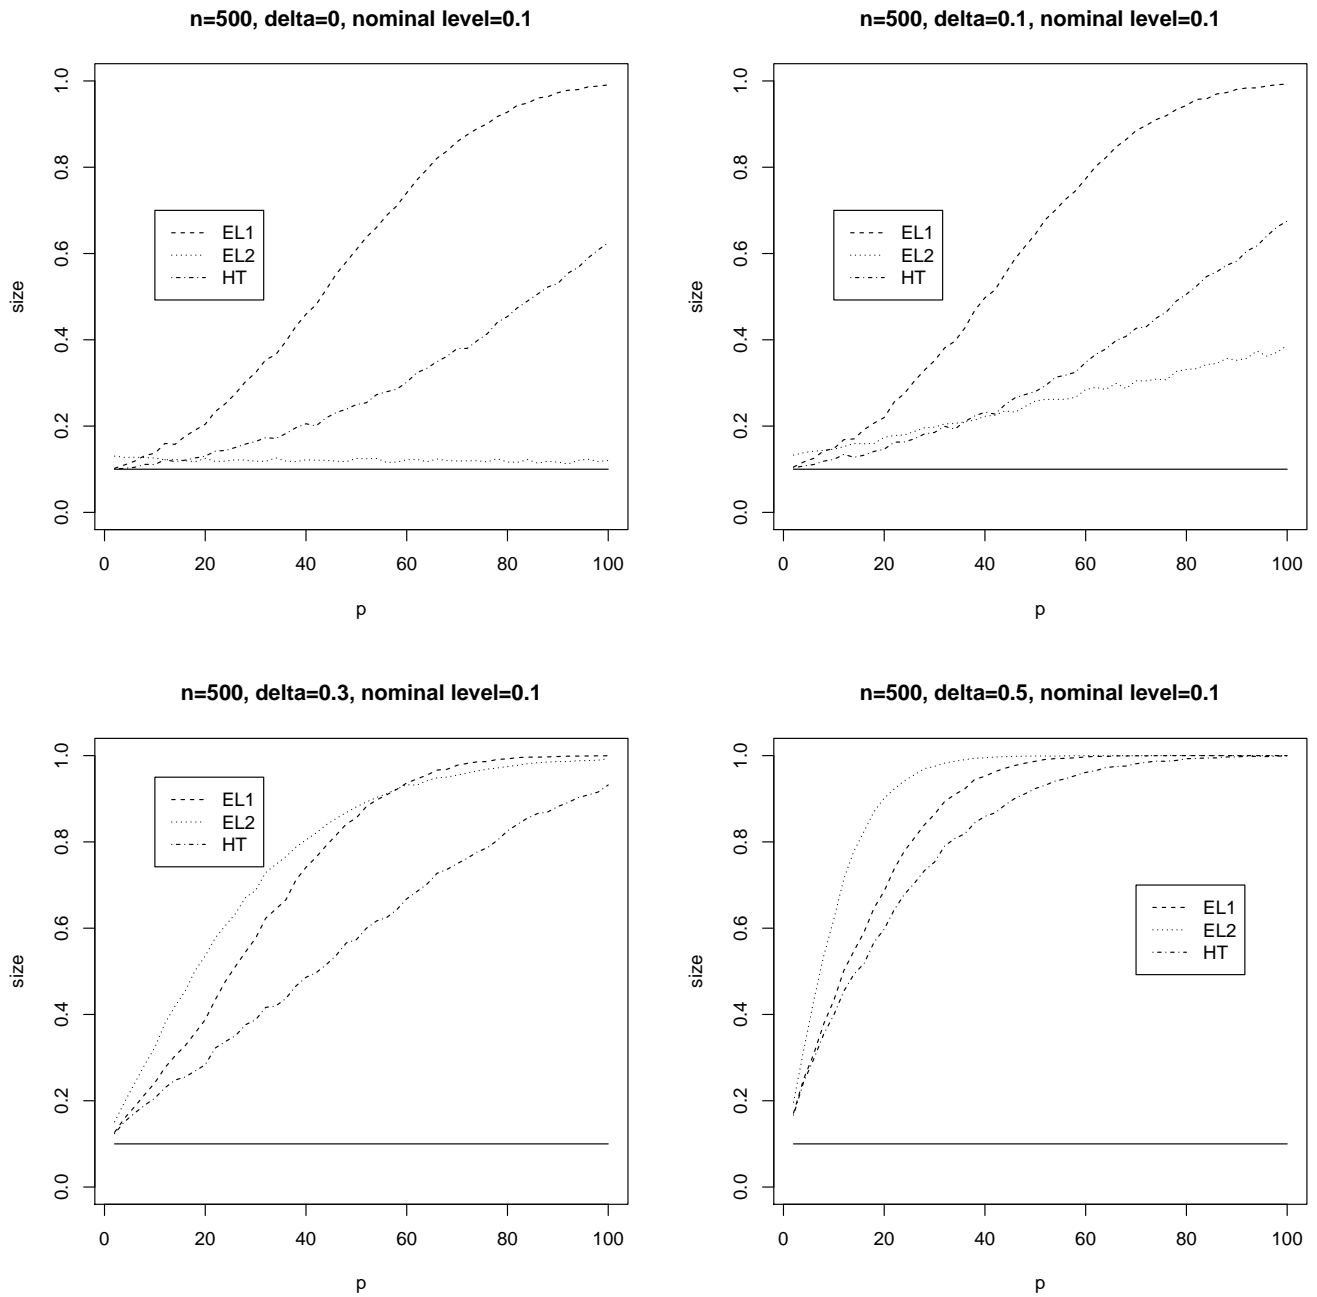 n=500, delta=0, nominal level=0.1
size
0.0 0.2 0.4 0.6 0.8 1.0
EL1
EL2
HT
0 20 40 60 80 100
p
n=500, delta=0.1, nominal level=0.1
size
0.0 0.2 0.4 0.6 0.8 1.0
EL1
EL2
HT
0 20 40 60 80 100
p
n=500, delta=0.3, nominal level=0.1
size
0.0 0.2 0.4 0.6 0.8 1.0
EL1
EL2
HT
0 20 40 60 80 100
p
n=500, delta=0.5, nominal level=0.1
size
0.0 0.2 0.4 0.6 0.8 1.0
EL1
EL2
HT
0 20 40 60 80 100
p